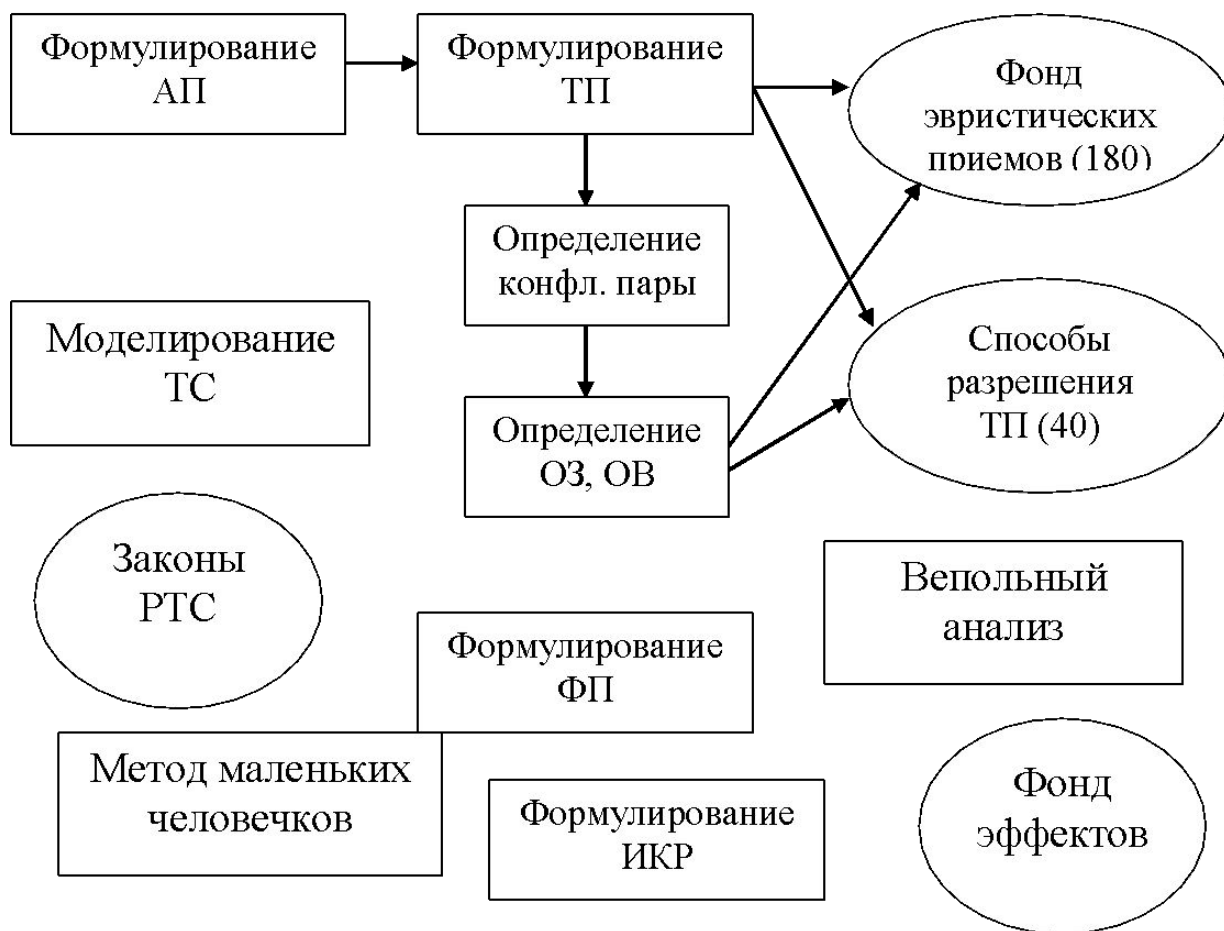 Формулирование
АП
Формулирование
ТП
Фонд
эвристических
приемов (180)
Определение
конфл. пары
Моделирование
ТС
Способы
разрешения
ТП (40)
Определение
ОЗ, ОВ
Законы
РТС
Вепольный
анализ
Формулирование
ФП
Метод маленьких
человечков
Формулирование
ИКР
Фонд
эффектов